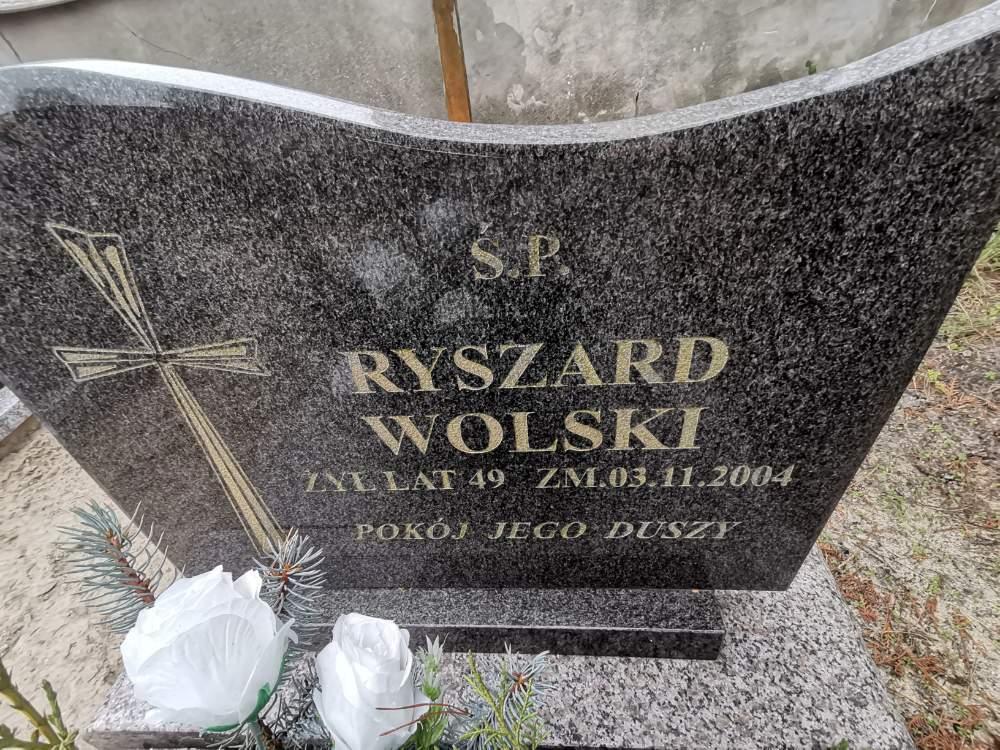 Ś.P.
RYSZARD
WOLSKI
ŻYŁ LAT 49 ZM.03.11.2004
POKÓJ JEGO DUSZY